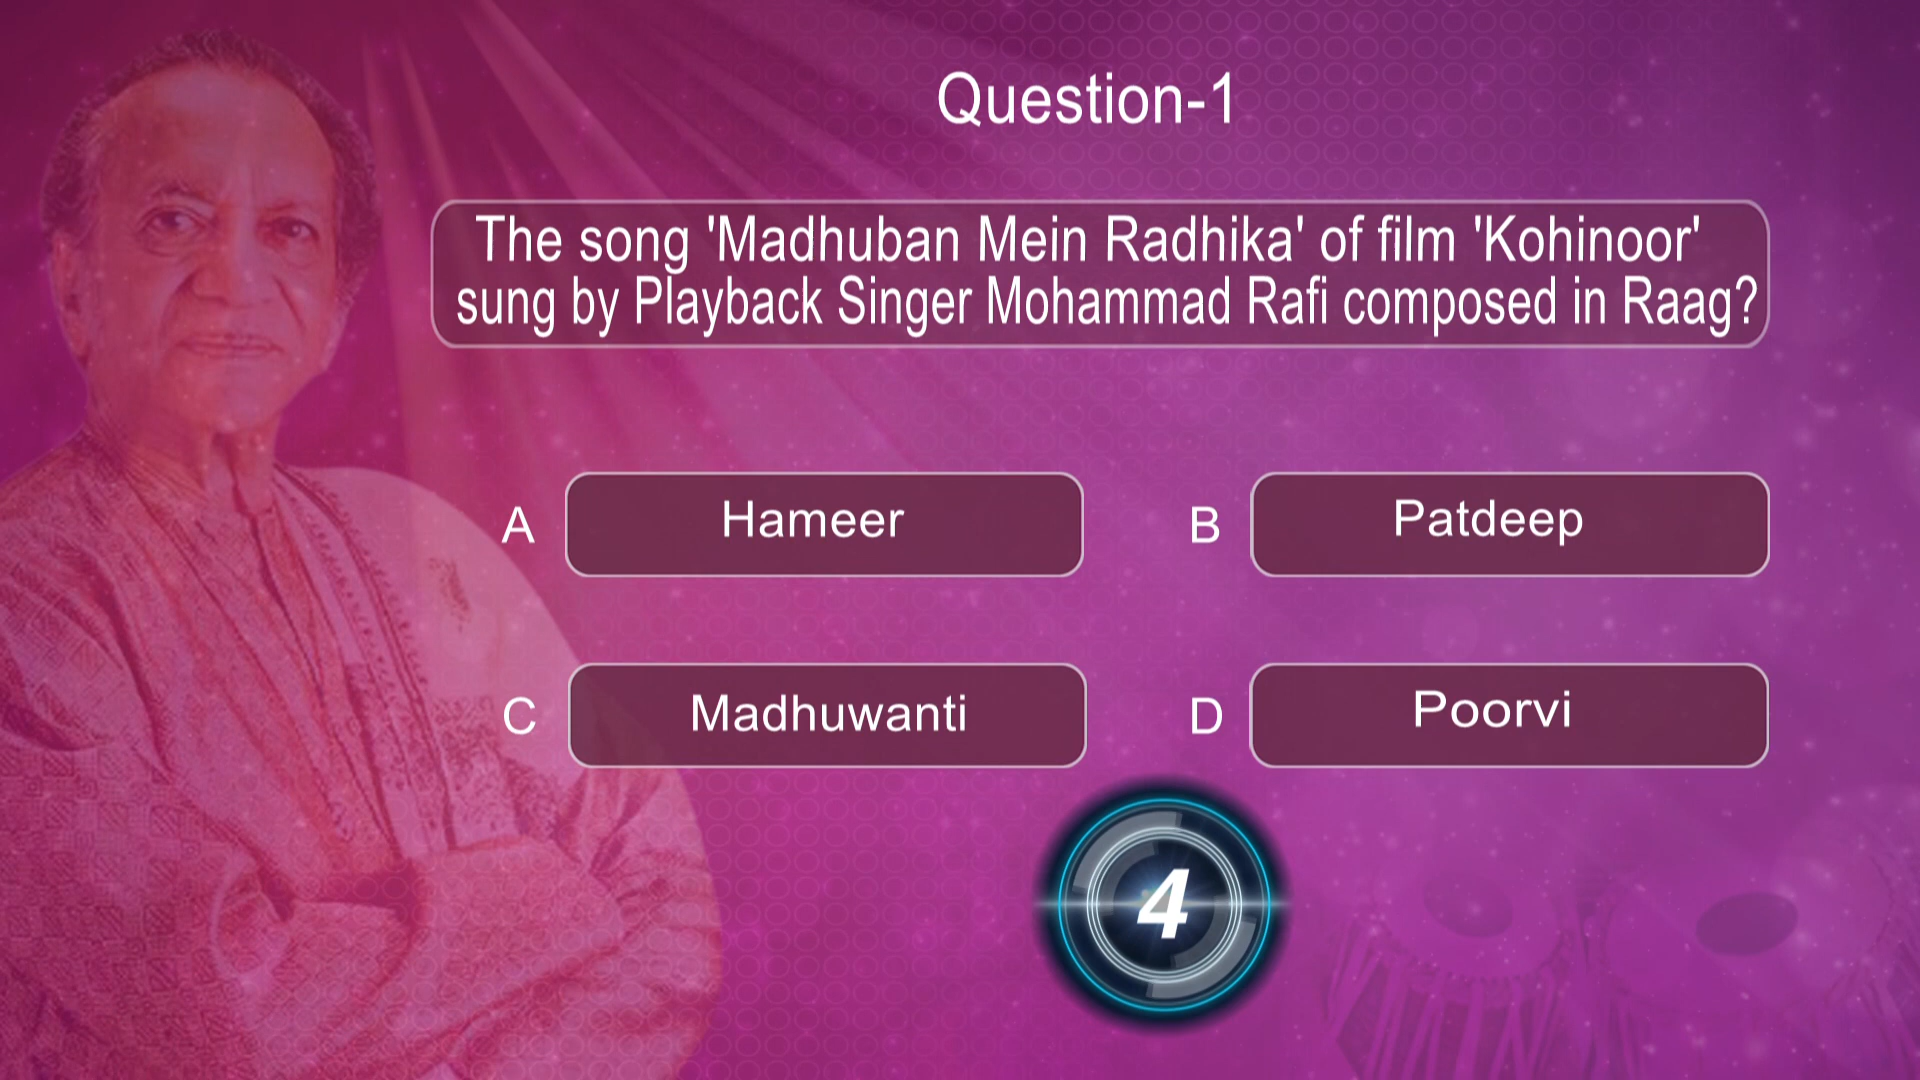 Question-1
The song 'Madhuban Mein Radhika' of film 'Kohinoor'
sung by Playback Singer Mohammad Rafi composed in Raag?
A Hameer
B Patdeep
C Madhuwanti
D Poorvi
4